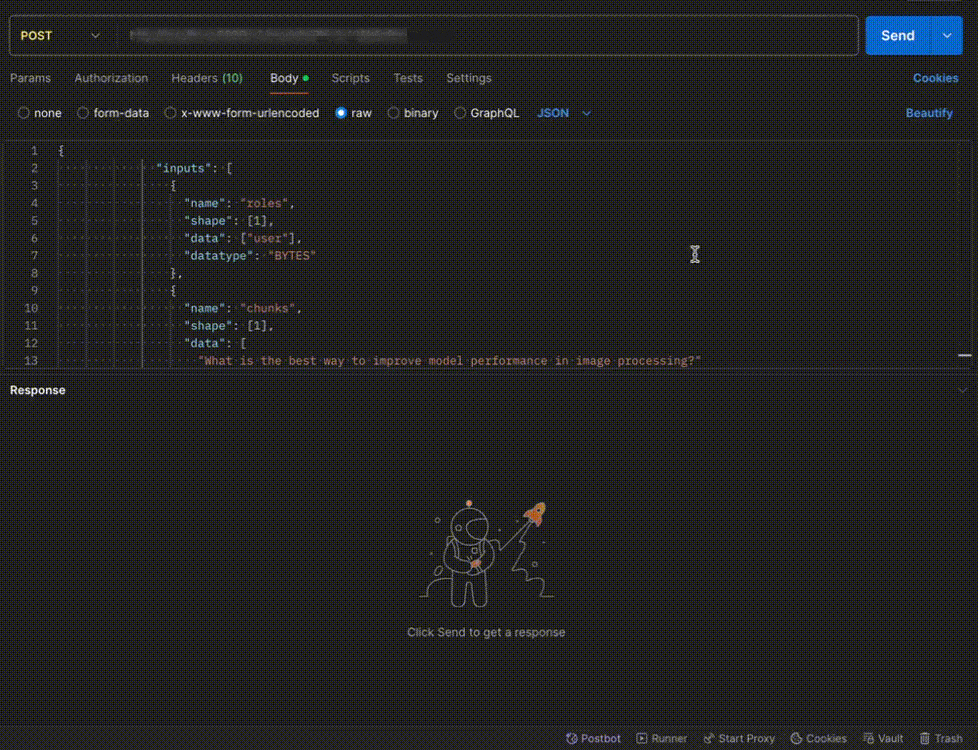 POST
Send
Params Authorization Headers (10) Body Scripts Tests Settings Cookies
none form-data x-www-form-urlencoded raw binary GraphQL JSON Beautify
1 {
2 "inputs": [
3 {
4 "name": "roles",
5 "shape": [1],
6 "data": ["user"],
7 "datatype": "BYTES"
8 },
9 {
10 "name": "chunks",
11 "shape": [1],
12 "data": [
13 "What is the best way to improve model performance in image processing?"
Response
Click Send to get a response
Postbot Runner Start Proxy Cookies Vault Trash